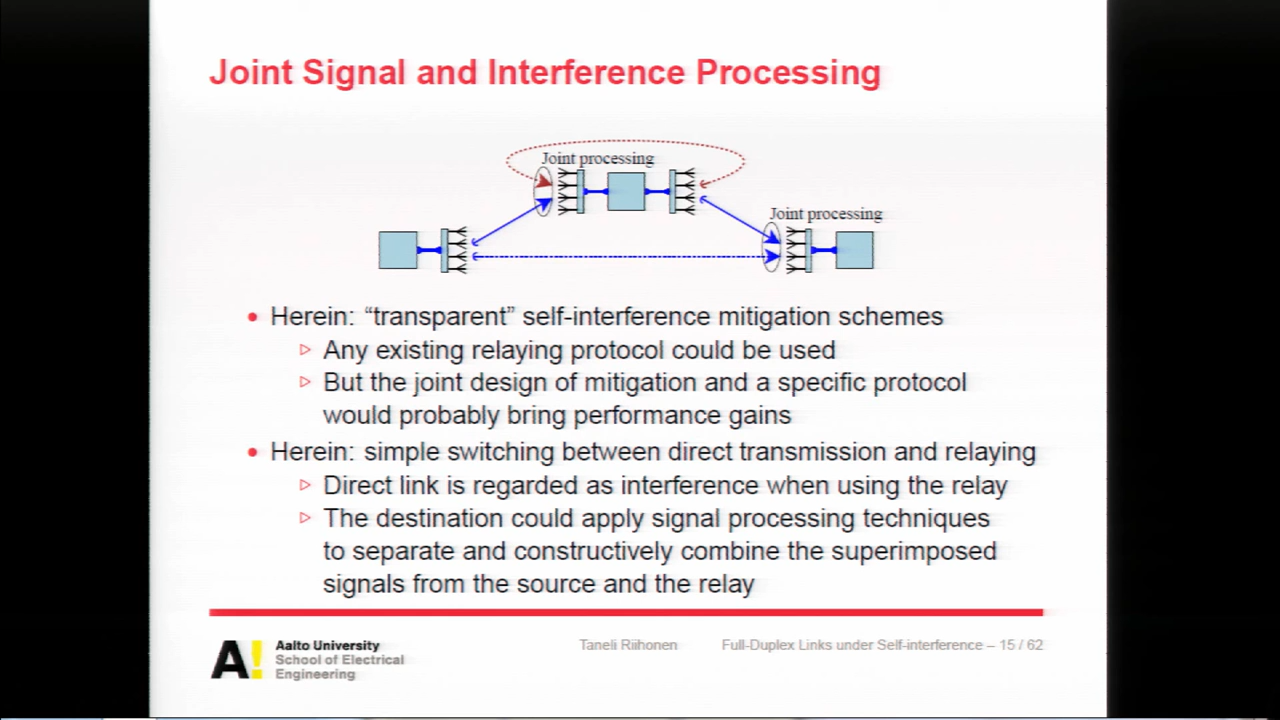 Joint Signal and Interference Processing
Joint processing
Joint processing
• Herein: “transparent” self-interference mitigation schemes
▷ Any existing relaying protocol could be used
▷ But the joint design of mitigation and a specific protocol
would probably bring performance gains
• Herein: simple switching between direct transmission and relaying
▷ Direct link is regarded as interference when using the relay
▷ The destination could apply signal processing techniques
to separate and constructively combine the superimposed
signals from the source and the relay
A!
Aalto University
School of Electrical
Engineering
Taneli Riihonen
Full-Duplex Links under Self-interference – 15 / 62